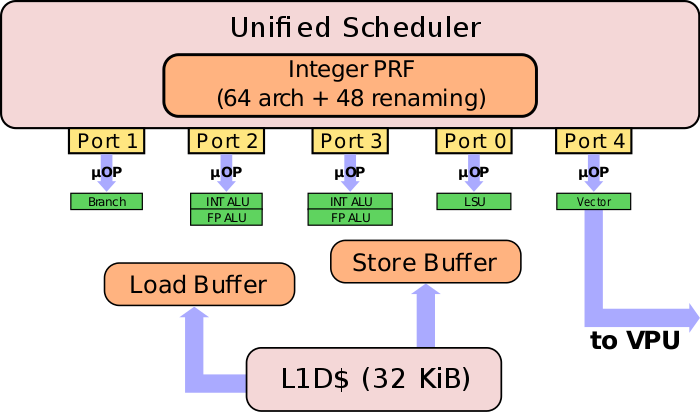 Unified Scheduler
Integer PRF
(64 arch + 48 renaming)
Port 1
Port 2
Port 3
Port 0
Port 4
μOP
μOP
μOP
μOP
μOP
Branch
INT ALU
FP ALU
INT ALU
FP ALU
LSU
Vector
Store Buffer
Load Buffer
to VPU
L1D$ (32 KiB)